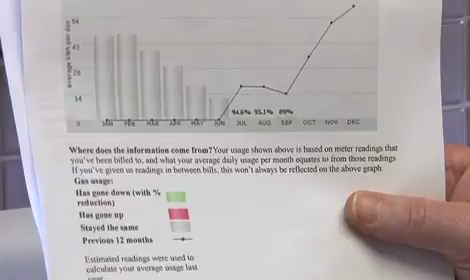 average kWh per day
56
42
28
14
0
94.6% 95.1% 89%
JAN FEB MAR APR MAY JUN JUL AUG SEP OCT NOV DEC
Where does the information come from? Your usage shown above is based on meter readings that
you've been billed to, and what your average daily usage per month equates to from those readings
If you've given us readings in between bills, this won't always be reflected on the above graph
Gas usage:
Has gone down (with %
reduction)
Has gone up
Stayed the same
Previous 12 months
Estimated readings were used to
calculate your average usage last